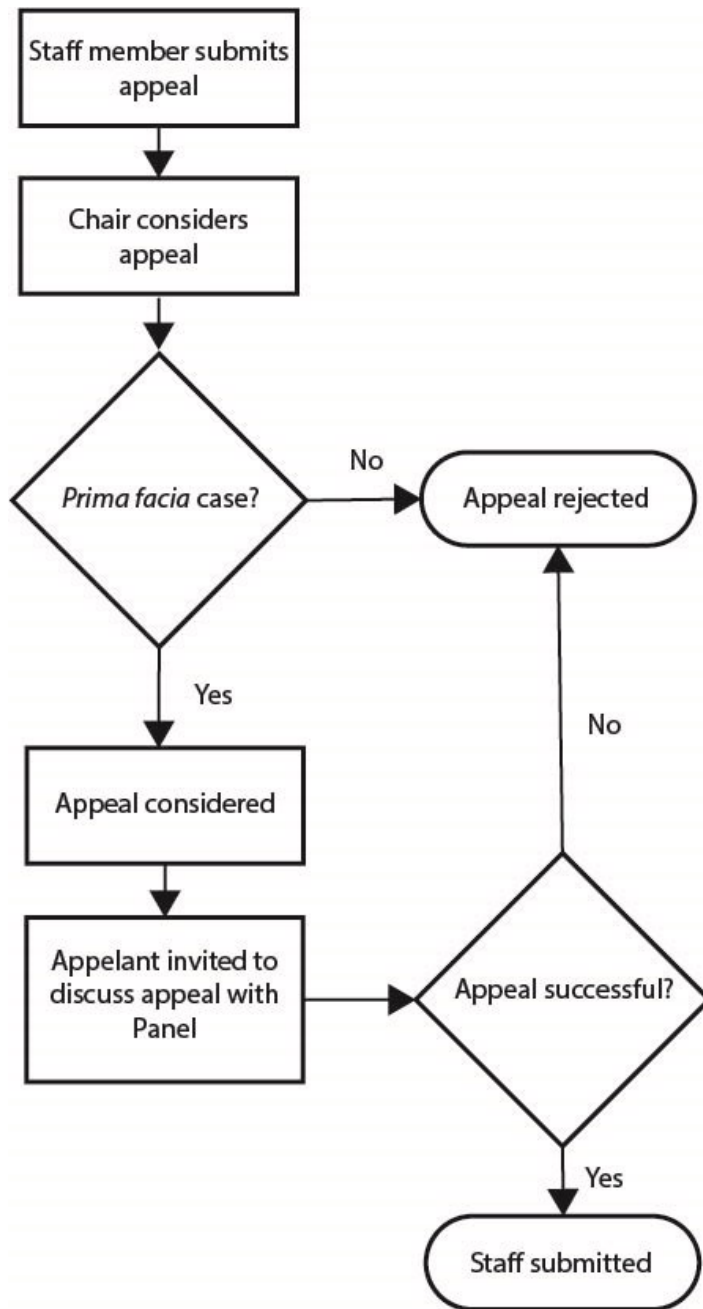 Staff member submits
appeal
Chair considers
appeal
Prima facia case?
No
Appeal rejected
Yes
Appeal considered
No
Appelant invited to
discuss appeal with
Panel
Appeal successful?
Yes
Staff submitted